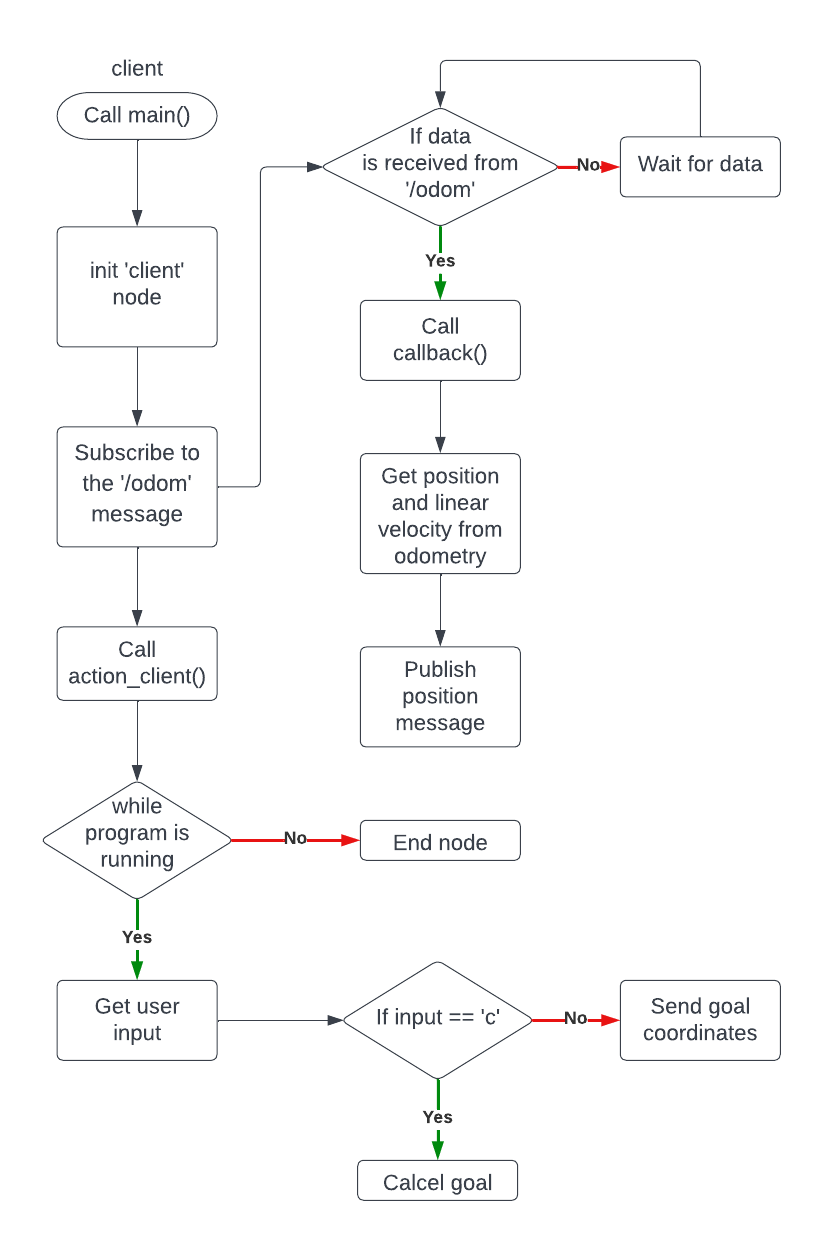 client
Call main()
init 'client'
node
Subscribe to
the '/odom'
message
Call
action_client()
while
program is
running
No
End node
Yes
Get user
input
If input == 'c'
No
Send goal
coordinates
Yes
Calcel goal
If data
is received from
'/odom'
No
Wait for data
Yes
Call
callback()
Get position
and linear
velocity from
odometry
Publish
position
message